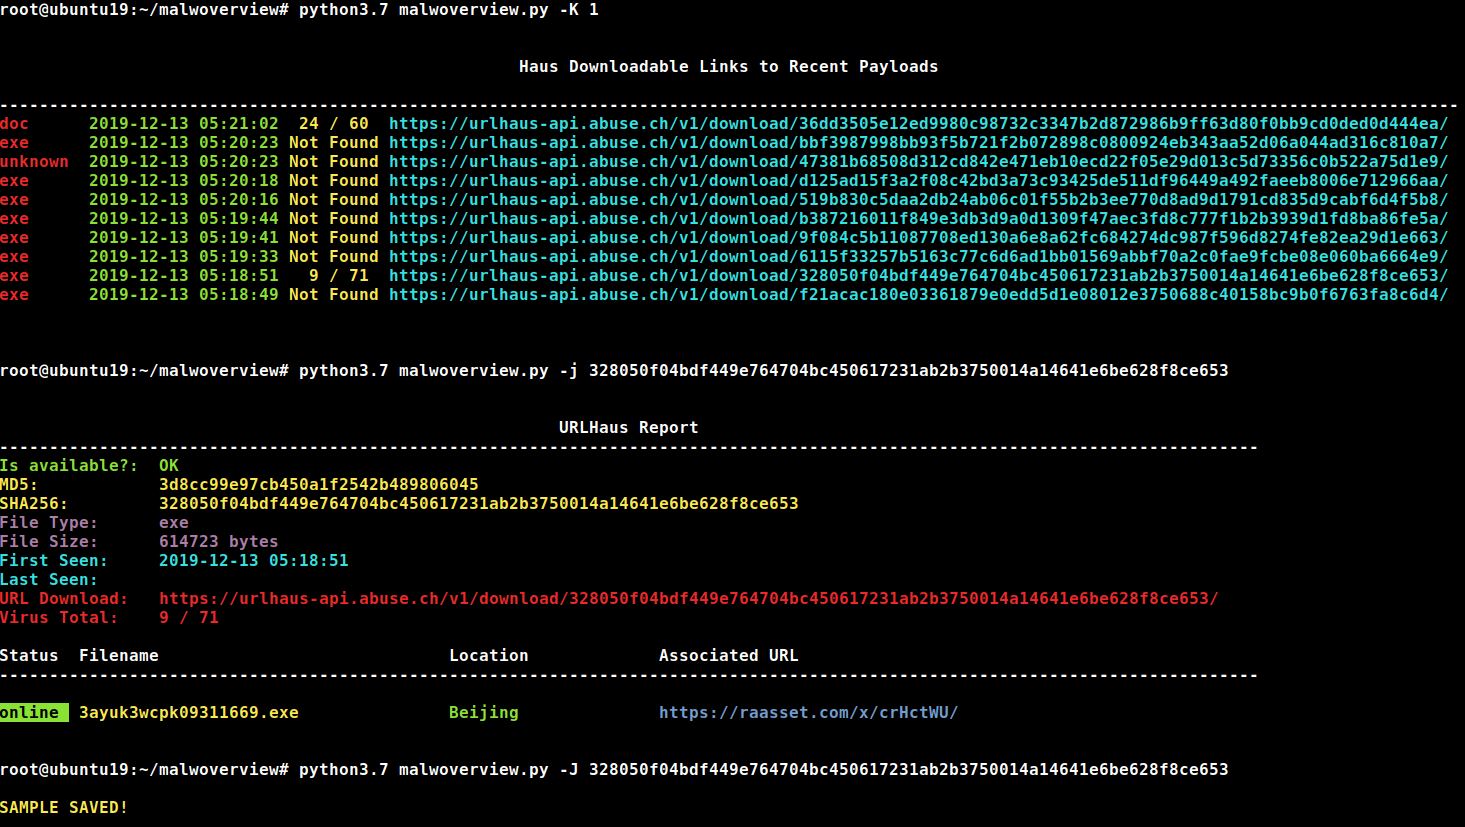 root@ubuntu19:~/malwoverview# python3.7 malwoverview.py -K 1
Haus Downloadable Links to Recent Payloads
--------------------------------------------------------------------------------------------------------------------------------------------------
doc      2019-12-13 05:21:02  24 / 60  https://urlhaus-api.abuse.ch/v1/download/36dd3505e12ed9980c98732c3347b2d872986b9ff63d80f0bb9cd0ded0d444ea/
exe      2019-12-13 05:20:23 Not Found https://urlhaus-api.abuse.ch/v1/download/bbf3987998bb93f5b721f2b072898c0800924eb343aa52d06a044ad316c810a7/
unknown  2019-12-13 05:20:23 Not Found https://urlhaus-api.abuse.ch/v1/download/47381b68508d312cd842e471eb10ecd22f05e29d013c5d73356c0b522a75d1e9/
exe      2019-12-13 05:20:18 Not Found https://urlhaus-api.abuse.ch/v1/download/d125ad15f3a2f08c42bd3a73c93425de511df96449a492faeeb8006e712966aa/
exe      2019-12-13 05:20:16 Not Found https://urlhaus-api.abuse.ch/v1/download/519b830c5daa2db24ab06c01f55b2b3ee770d8ad9d1791cd835d9cabf6d4f5b8/
exe      2019-12-13 05:19:44 Not Found https://urlhaus-api.abuse.ch/v1/download/b387216011f849e3db3d9a0d1309f47aec3fd8c777f1b2b3939d1fd8ba86fe5a/
exe      2019-12-13 05:19:41 Not Found https://urlhaus-api.abuse.ch/v1/download/9f084c5b11087708ed130a6e8a62fc684274dc987f596d8274fe82ea29d1e663/
exe      2019-12-13 05:19:33 Not Found https://urlhaus-api.abuse.ch/v1/download/6115f33257b5163c77c6d6ad1bb01569abbf70a2c0fae9fcbe08e060ba6664e9/
exe      2019-12-13 05:18:51   9 / 71  https://urlhaus-api.abuse.ch/v1/download/328050f04bdf449e764704bc450617231ab2b3750014a14641e6be628f8ce653/
exe      2019-12-13 05:18:49 Not Found https://urlhaus-api.abuse.ch/v1/download/f21acac180e03361879e0edd5d1e08012e3750688c40158bc9b0f6763fa8c6d4/
root@ubuntu19:~/malwoverview# python3.7 malwoverview.py -j 328050f04bdf449e764704bc450617231ab2b3750014a14641e6be628f8ce653
URLHaus Report
------------------------------------------------------------------------------------------------------------------------------
Is available?:  OK
MD5:            3d8cc99e97cb450a1f2542b489806045
SHA256:         328050f04bdf449e764704bc450617231ab2b3750014a14641e6be628f8ce653
File Type:      exe
File Size:      614723 bytes
First Seen:     2019-12-13 05:18:51
Last Seen:
URL Download:   https://urlhaus-api.abuse.ch/v1/download/328050f04bdf449e764704bc450617231ab2b3750014a14641e6be628f8ce653/
Virus Total:    9 / 71
Status  Filename                             Location             Associated URL
------------------------------------------------------------------------------------------------------------------------------
online  3ayuk3wcpk09311669.exe               Beijing              https://raasset.com/x/crHctWU/
root@ubuntu19:~/malwoverview# python3.7 malwoverview.py -J 328050f04bdf449e764704bc450617231ab2b3750014a14641e6be628f8ce653
SAMPLE SAVED!